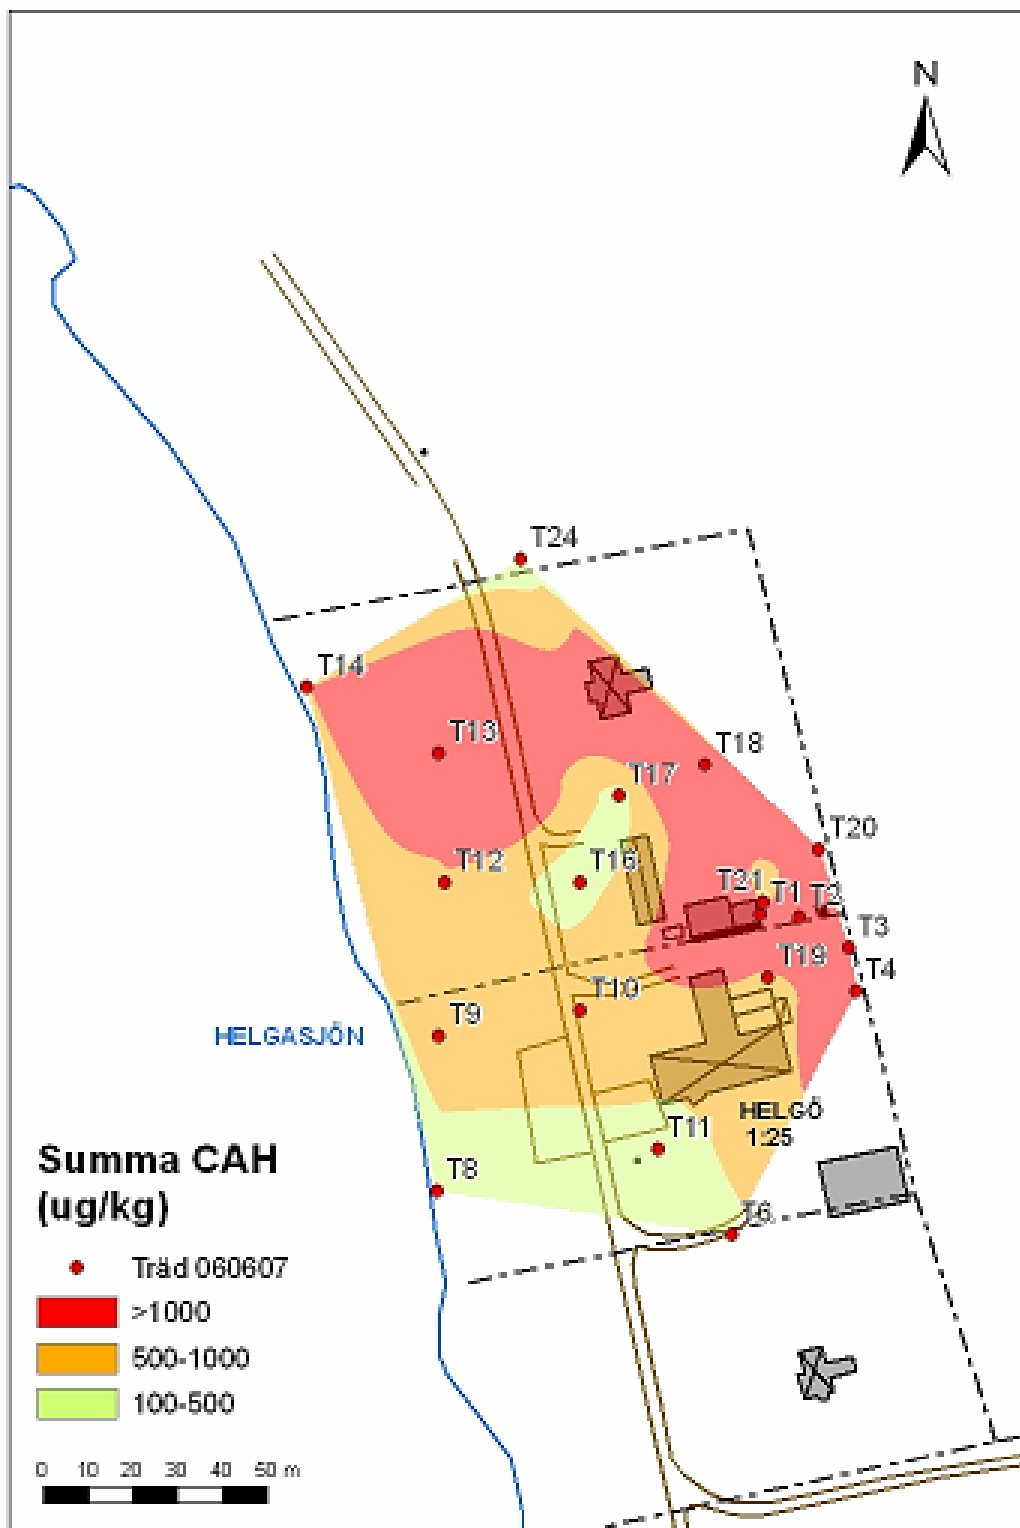 N
T24
T14
T13
T18
T17
T20
T12
T16
T21
T1
T2
T3
T19
T4
T10
T9
HELGASJÖN
HELGÖ
1:25
T11
T8
T6
Summa CAH
(ug/kg)
Träd 060607
>1000
500-1000
100-500
0 10 20 30 40 50 m